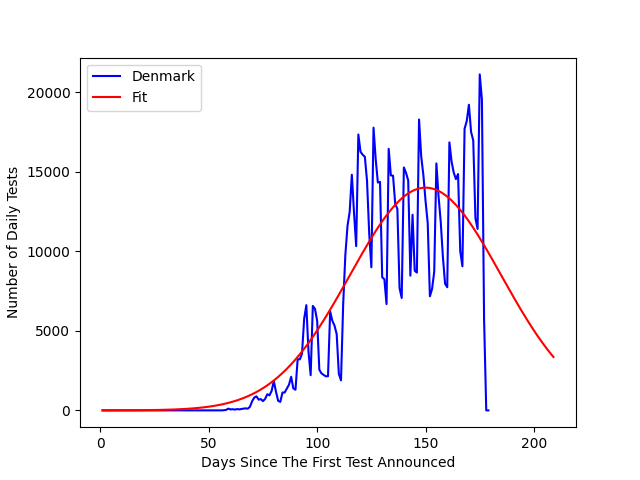 Denmark
Fit
Number of Daily Tests
20000
15000
10000
5000
0
0 50 100 150 200
Days Since The First Test Announced